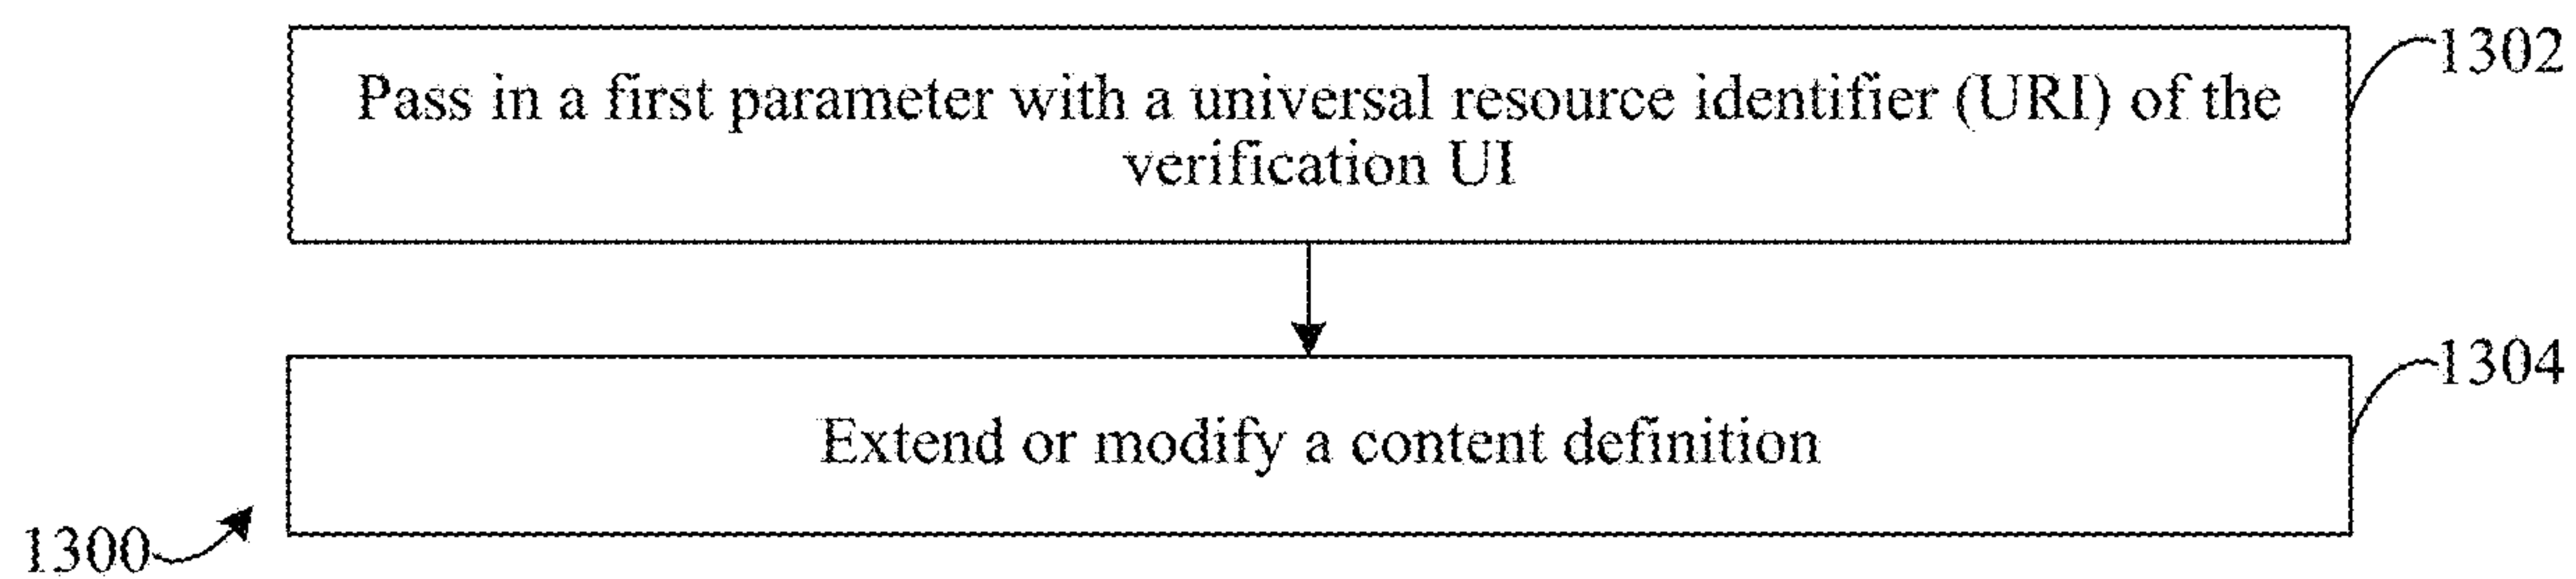 Pass in a first parameter with a universal resource identifier (URI) of the
verification UI
1302
Extend or modify a content definition
1304
1300